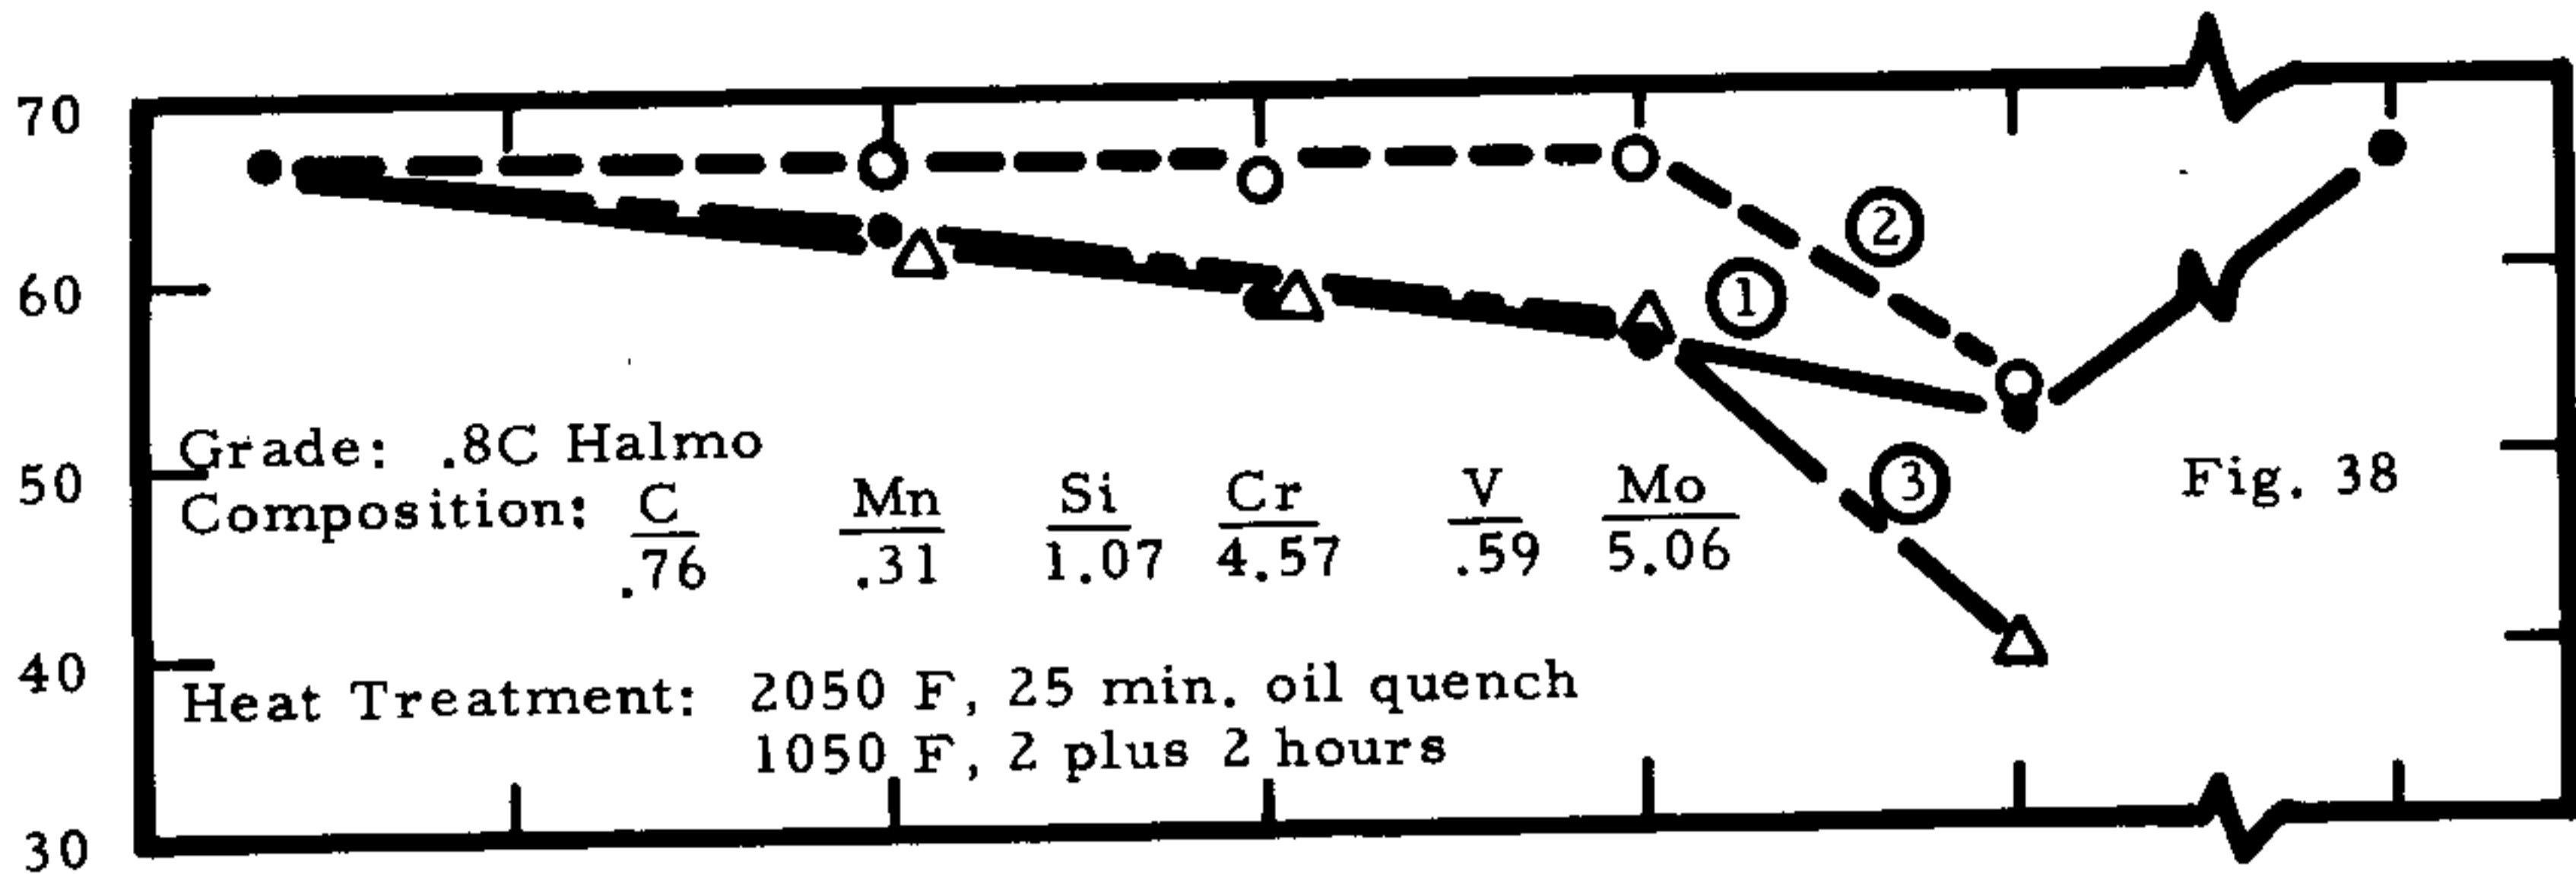 70
60
50
40
30
②
①
③
Grade: .8C Halmo
Composition: C Mn Si Cr V Mo
.76 .31 1.07 4.57 .59 5.06
Fig. 38
Heat Treatment: 2050 F, 25 min. oil quench
1050 F, 2 plus 2 hours